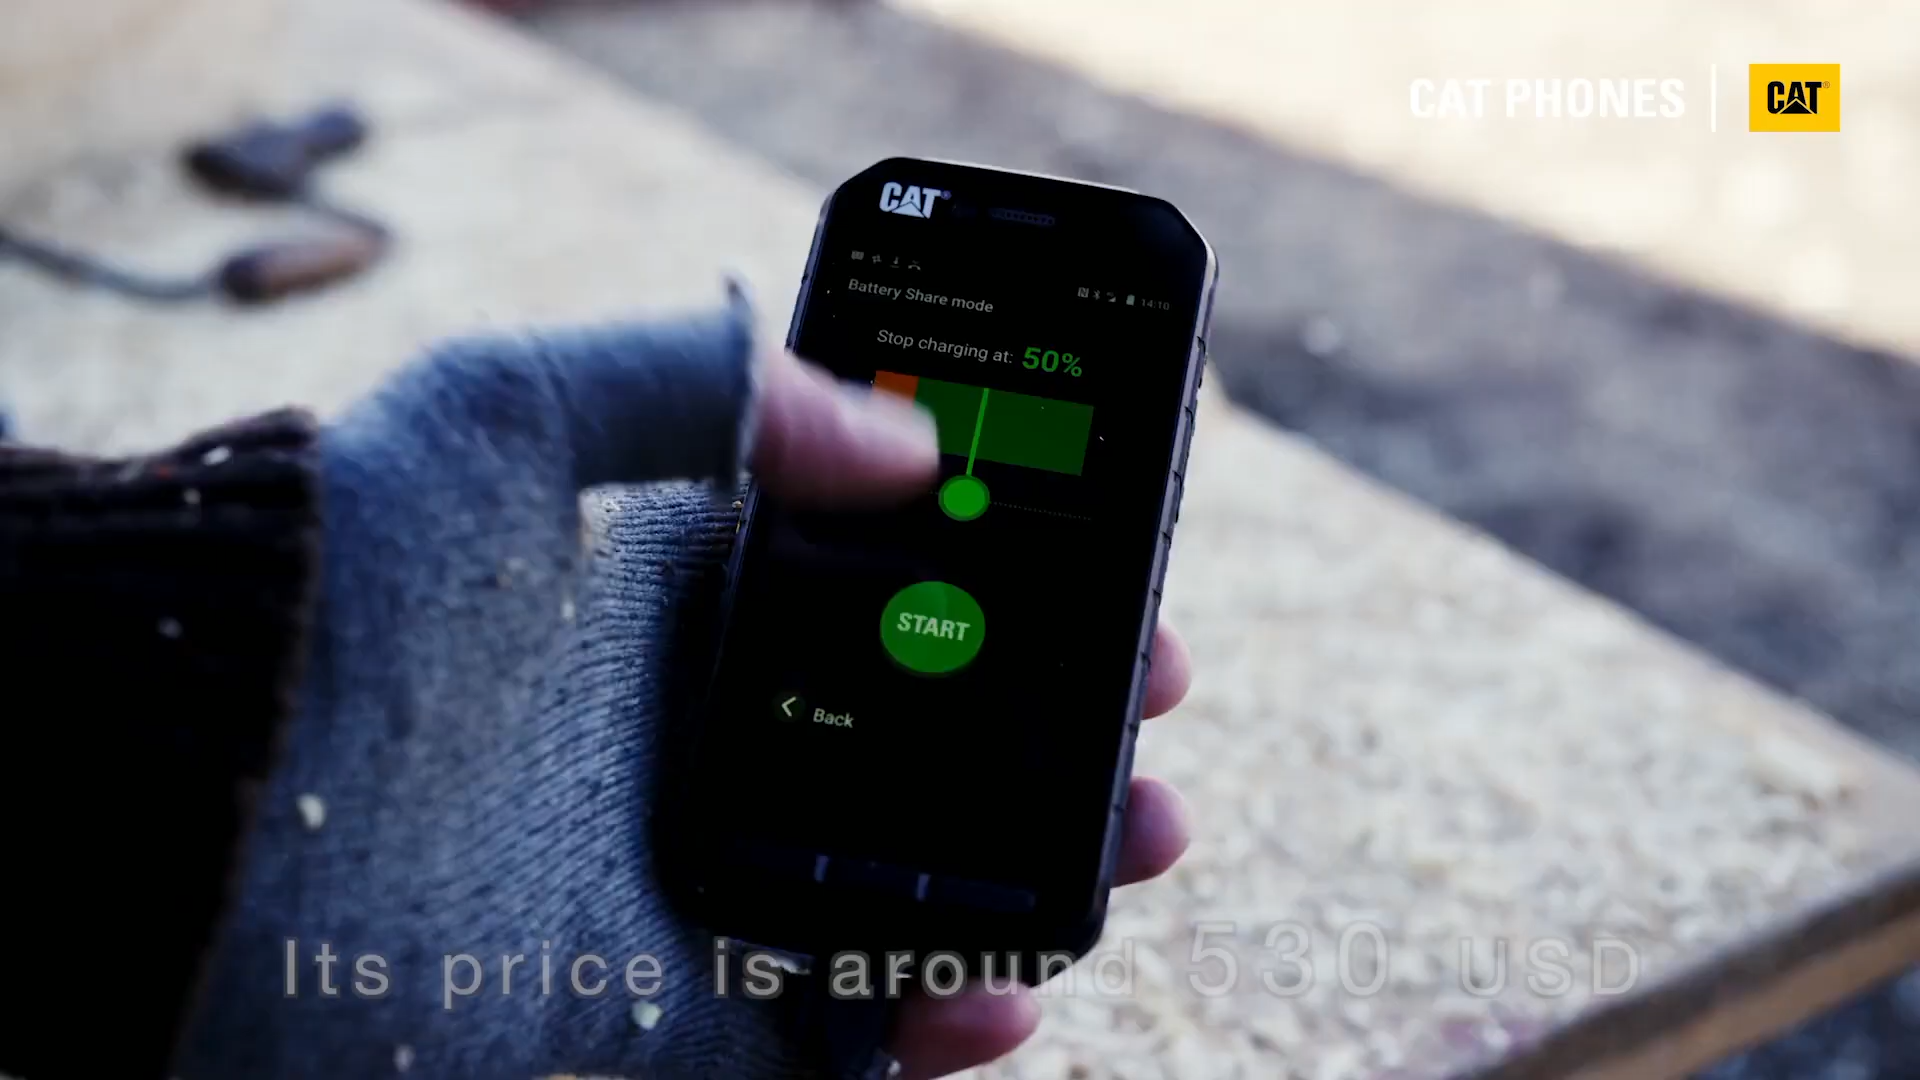 CAT PHONES
CAT
CAT
14:10
Battery Share mode
Stop charging at: 50%
START
Back
Its price is around 530 USD